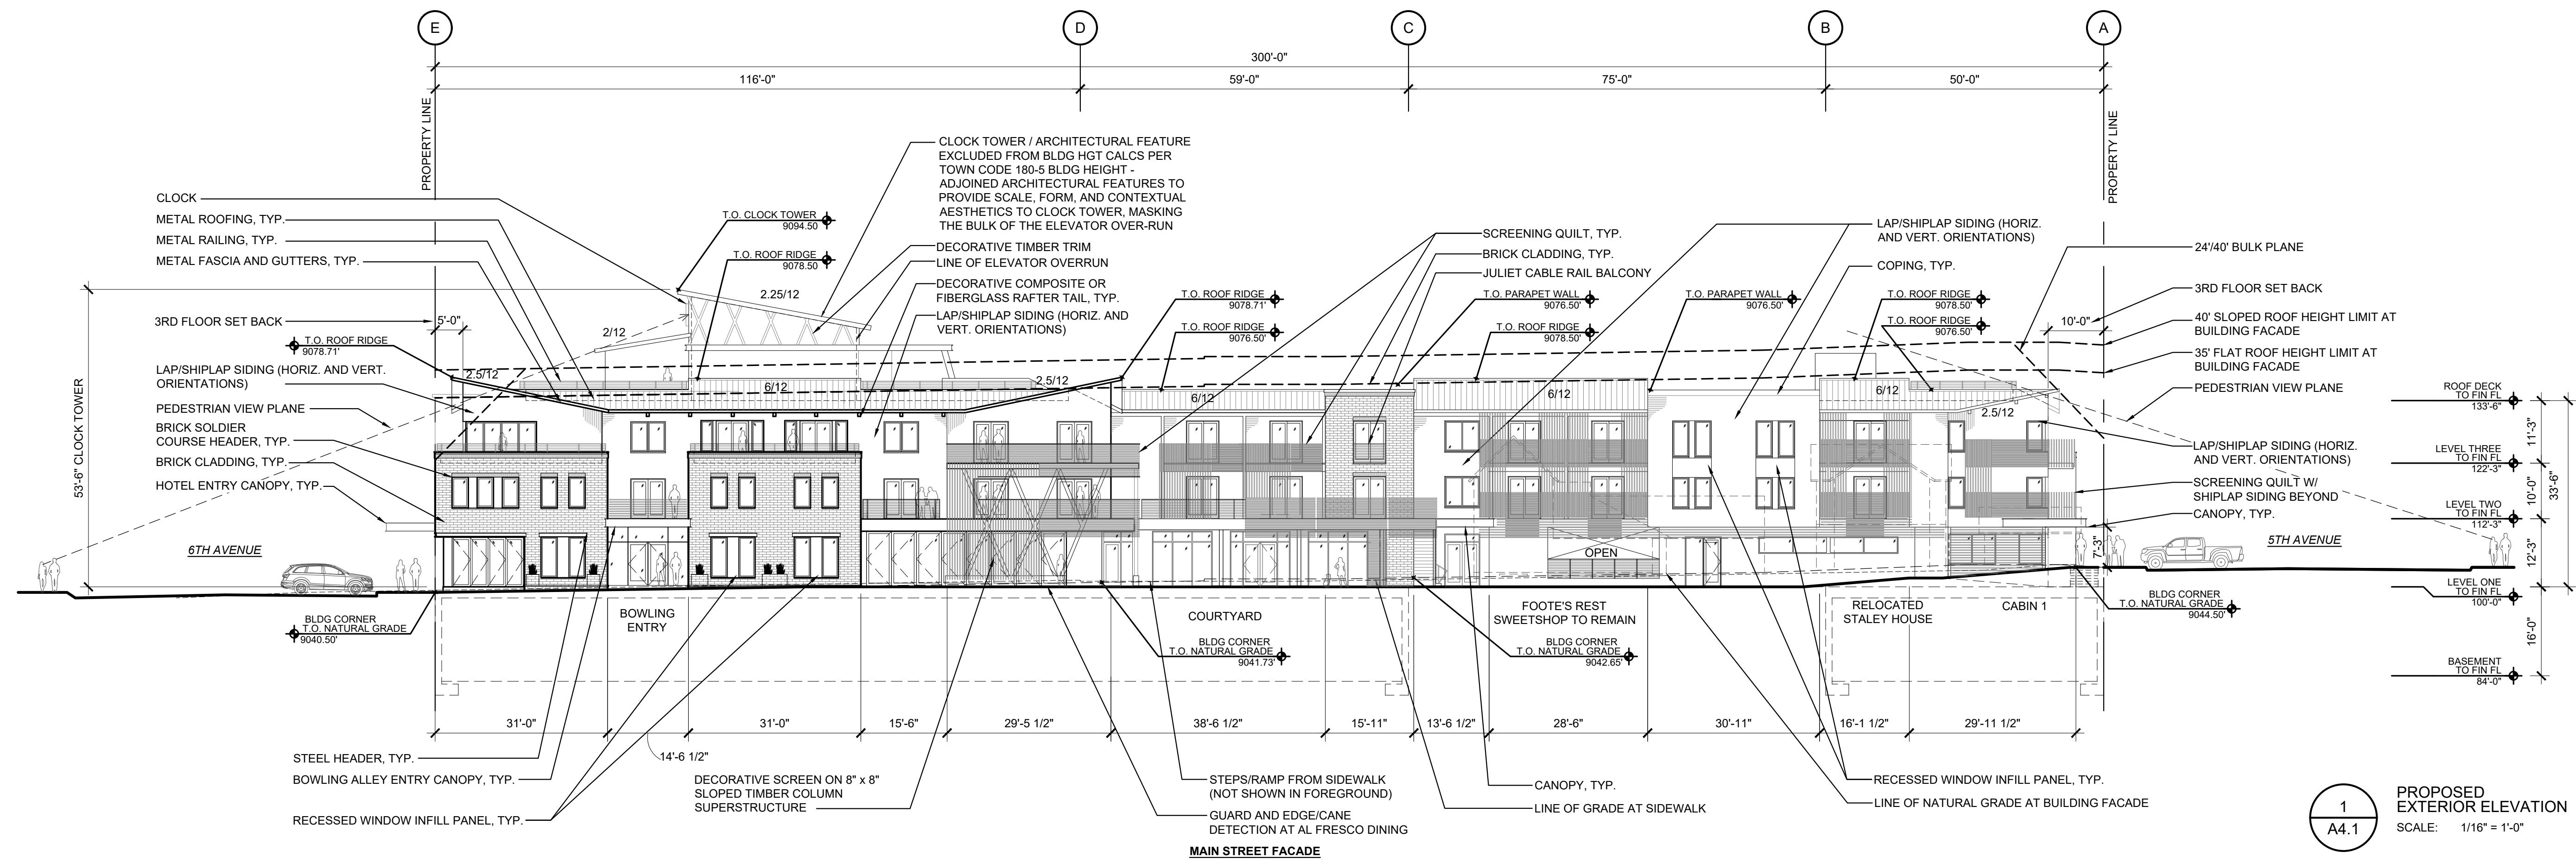 E
D
C
B
A
300'-0"
116'-0"
59'-0"
75'-0"
50'-0"
PROPERTY LINE
PROPERTY LINE
CLOCK TOWER / ARCHITECTURAL FEATURE
EXCLUDED FROM BLDG HGT CALCS PER
TOWN CODE 180-5 BLDG HEIGHT -
ADJOINED ARCHITECTURAL FEATURES TO
PROVIDE SCALE, FORM, AND CONTEXTUAL
AESTHETICS TO CLOCK TOWER, MASKING
THE BULK OF THE ELEVATOR OVER-RUN
DECORATIVE TIMBER TRIM
LINE OF ELEVATOR OVERRUN
DECORATIVE COMPOSITE OR
FIBERGLASS RAFTER TAIL, TYP.
LAP/SHIPLAP SIDING (HORIZ. AND
VERT. ORIENTATIONS)
CLOCK
METAL ROOFING, TYP.
METAL RAILING, TYP.
METAL FASCIA AND GUTTERS, TYP.
3RD FLOOR SET BACK
5'-0"
T.O. ROOF RIDGE
9078.71'
LAP/SHIPLAP SIDING (HORIZ. AND VERT.
ORIENTATIONS)
PEDESTRIAN VIEW PLANE
BRICK SOLDIER
COURSE HEADER, TYP.
BRICK CLADDING, TYP.
HOTEL ENTRY CANOPY, TYP.
53'-6" CLOCK TOWER
6TH AVENUE
T.O. CLOCK TOWER
9094.50
T.O. ROOF RIDGE
9078.50
2.25/12
2/12
2.5/12
6/12
2.5/12
SCREENING QUILT, TYP.
BRICK CLADDING, TYP.
JULIET CABLE RAIL BALCONY
T.O. ROOF RIDGE
9078.71'
T.O. ROOF RIDGE
9076.50'
T.O. PARAPET WALL
9076.50'
T.O. ROOF RIDGE
9078.50'
T.O. PARAPET WALL
9076.50'
T.O. ROOF RIDGE
9078.50'
T.O. ROOF RIDGE
9076.50'
6/12
6/12
6/12
2.5/12
LAP/SHIPLAP SIDING (HORIZ.
AND VERT. ORIENTATIONS)
COPING, TYP.
24'/40' BULK PLANE
3RD FLOOR SET BACK
10'-0"
40' SLOPED ROOF HEIGHT LIMIT AT
BUILDING FACADE
35' FLAT ROOF HEIGHT LIMIT AT
BUILDING FACADE
PEDESTRIAN VIEW PLANE
LAP/SHIPLAP SIDING (HORIZ.
AND VERT. ORIENTATIONS)
SCREENING QUILT W/
SHIPLAP SIDING BEYOND
CANOPY, TYP.
5TH AVENUE
7'-3"
ROOF DECK
TO FIN FL
133'-6"
LEVEL THREE
TO FIN FL
122'-3"
LEVEL TWO
TO FIN FL
112'-3"
LEVEL ONE
TO FIN FL
100'-0"
BASEMENT
TO FIN FL
84'-0"
11'-3"
10'-0"
12'-3"
16'-0"
33'-6"
OPEN
BLDG CORNER
T.O. NATURAL GRADE
9040.50'
BOWLING
ENTRY
COURTYARD
BLDG CORNER
T.O. NATURAL GRADE
9041.73'
FOOTE'S REST
SWEETSHOP TO REMAIN
BLDG CORNER
T.O. NATURAL GRADE
9042.65'
RELOCATED
STALEY HOUSE
CABIN 1
BLDG CORNER
T.O. NATURAL GRADE
9044.50'
31'-0"
14'-6 1/2"
31'-0"
15'-6"
29'-5 1/2"
38'-6 1/2"
15'-11"
13'-6 1/2"
28'-6"
30'-11"
16'-1 1/2"
29'-11 1/2"
STEEL HEADER, TYP.
BOWLING ALLEY ENTRY CANOPY, TYP.
RECESSED WINDOW INFILL PANEL, TYP.
DECORATIVE SCREEN ON 8" x 8"
SLOPED TIMBER COLUMN
SUPERSTRUCTURE
STEPS/RAMP FROM SIDEWALK
(NOT SHOWN IN FOREGROUND)
GUARD AND EDGE/CANE
DETECTION AT AL FRESCO DINING
CANOPY, TYP.
LINE OF GRADE AT SIDEWALK
RECESSED WINDOW INFILL PANEL, TYP.
LINE OF NATURAL GRADE AT BUILDING FACADE
MAIN STREET FACADE
1
A4.1
PROPOSED
EXTERIOR ELEVATION
SCALE: 1/16" = 1'-0"